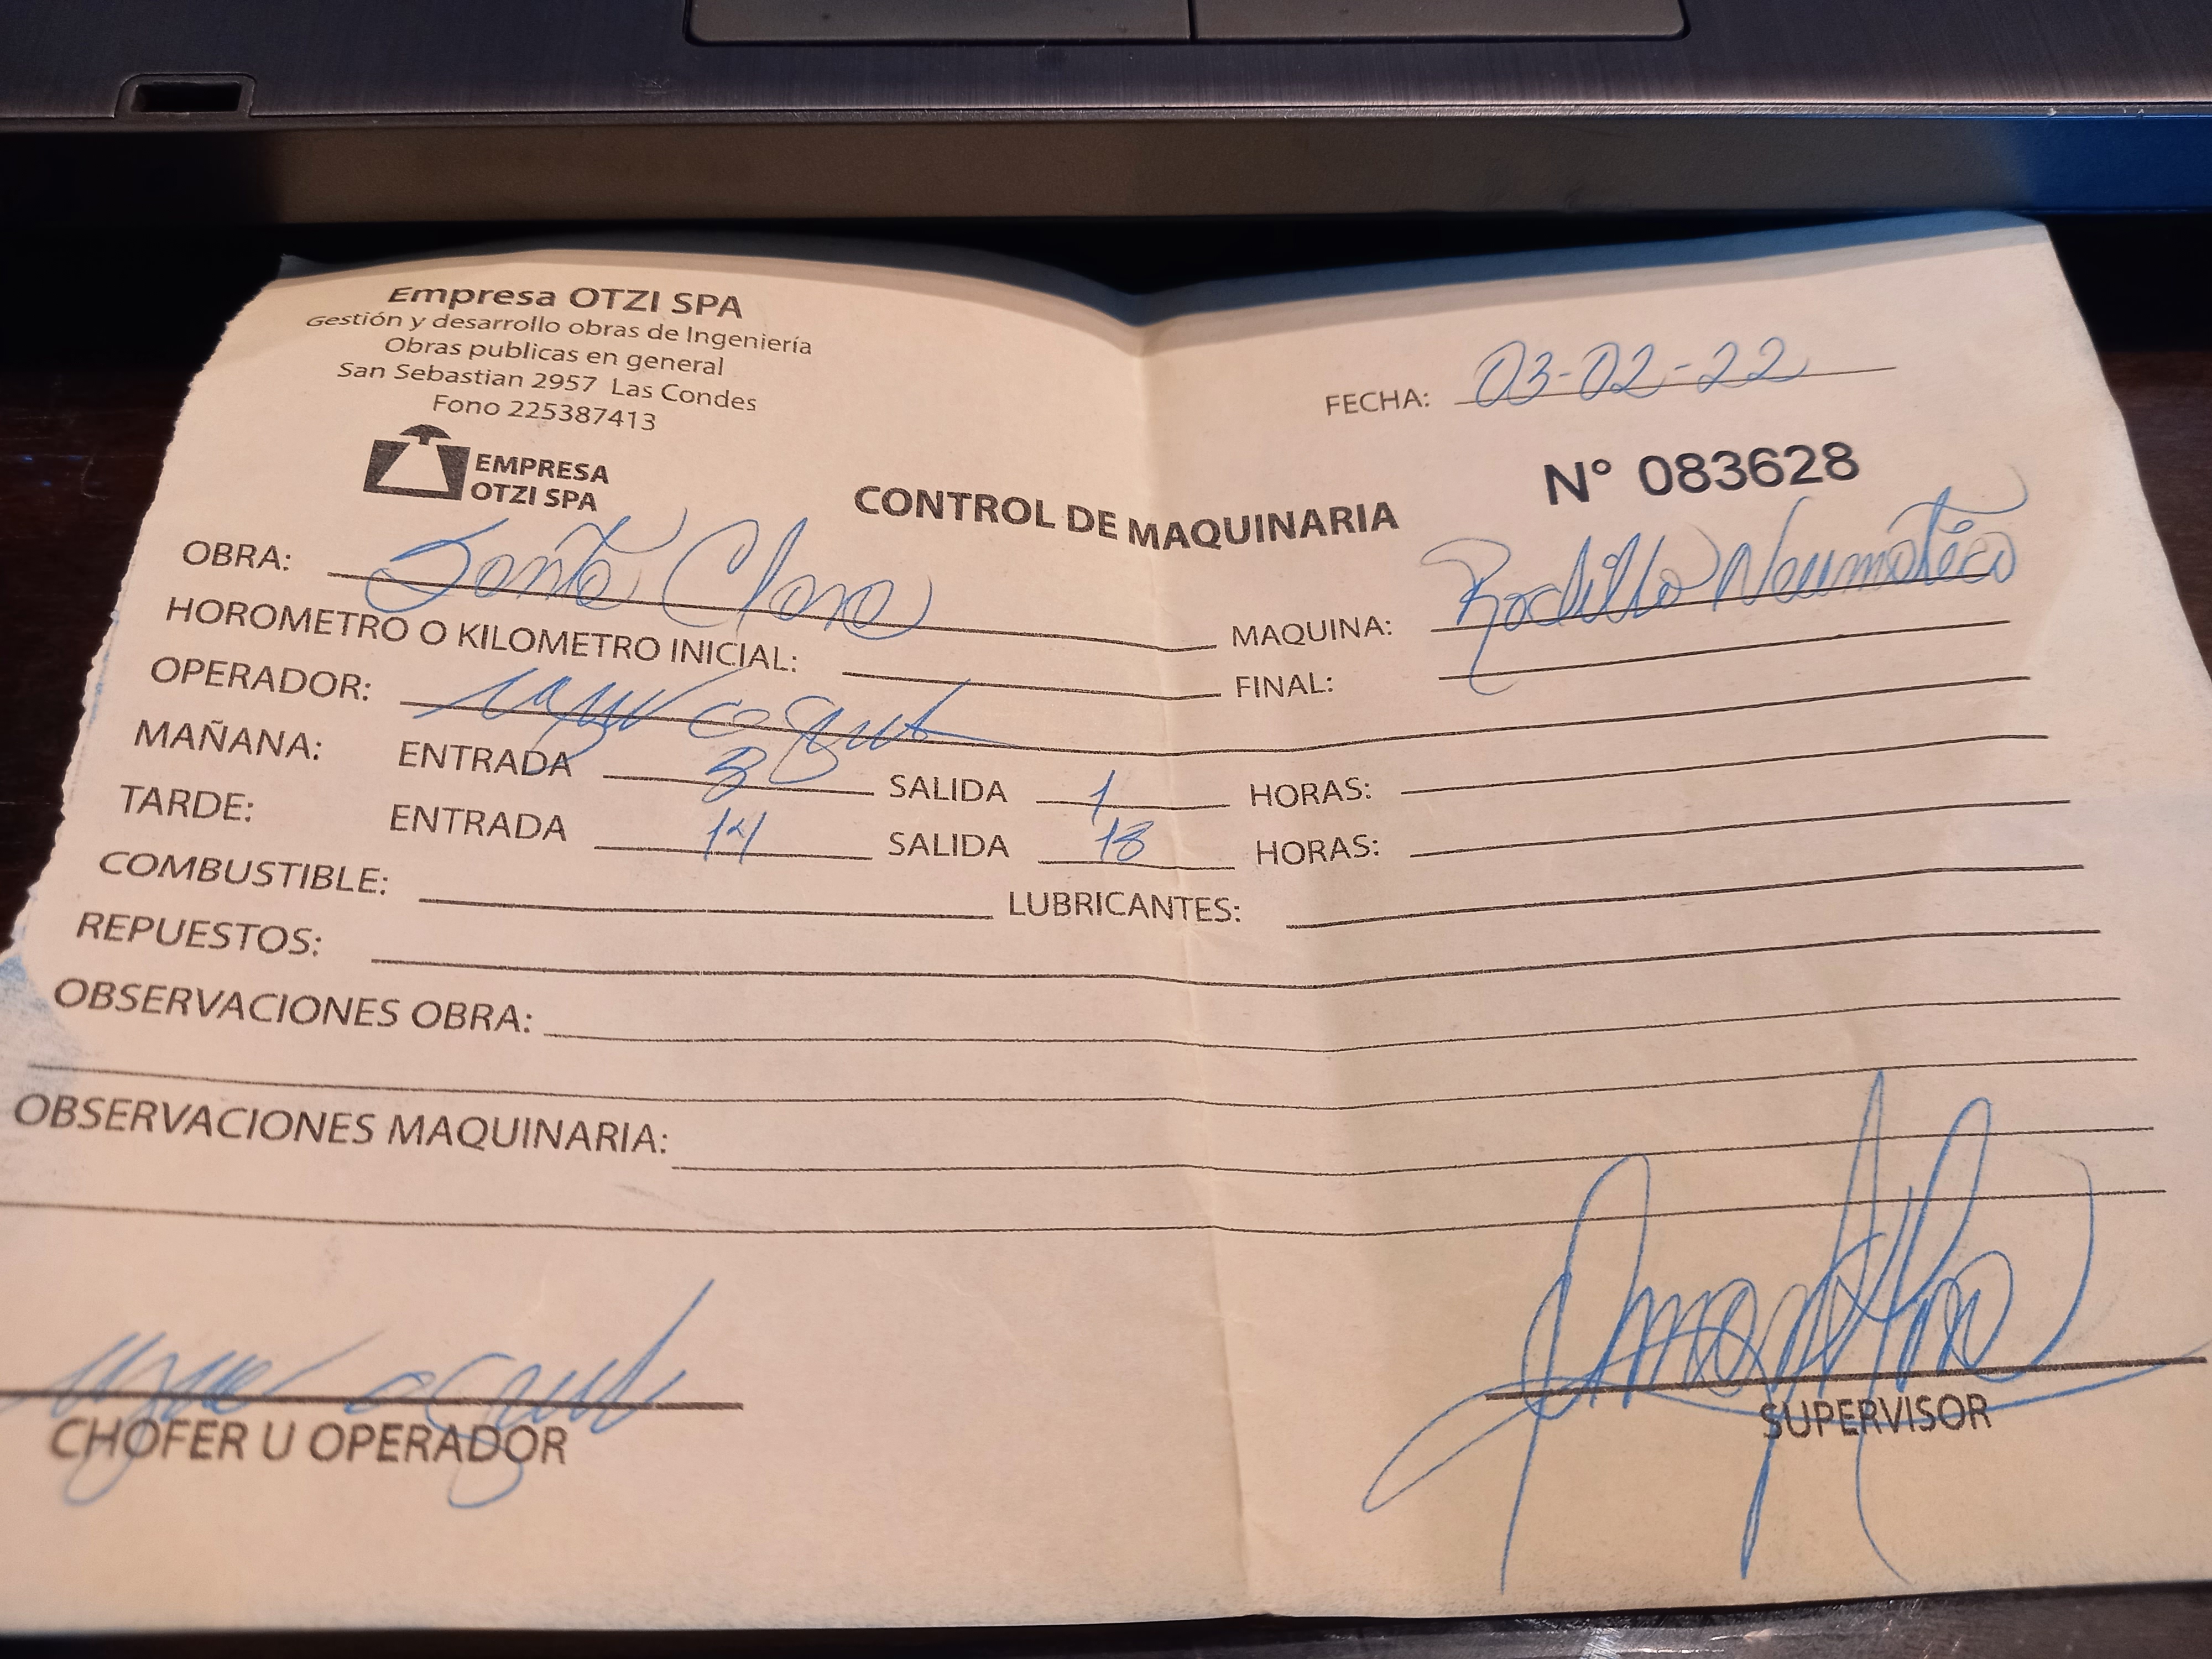 Empresa OTZI SPA
Gestión y desarrollo obras de Ingeniería
Obras publicas en general
San Sebastian 2957 Las Condes
Fono 225387413
EMPRESA
OTZI SPA
FECHA: 03-02-22
N° 083628
CONTROL DE MAQUINARIA
OBRA: Santa Clara MAQUINA: Rodillo Neumatico
HOROMETRO O KILOMETRO INICIAL: FINAL:
OPERADOR:
MAÑANA: ENTRADA 8 SALIDA 1 HORAS:
TARDE: ENTRADA 14 SALIDA 18 HORAS:
COMBUSTIBLE: LUBRICANTES:
REPUESTOS:
OBSERVACIONES OBRA:
OBSERVACIONES MAQUINARIA:
CHOFER U OPERADOR SUPERVISOR